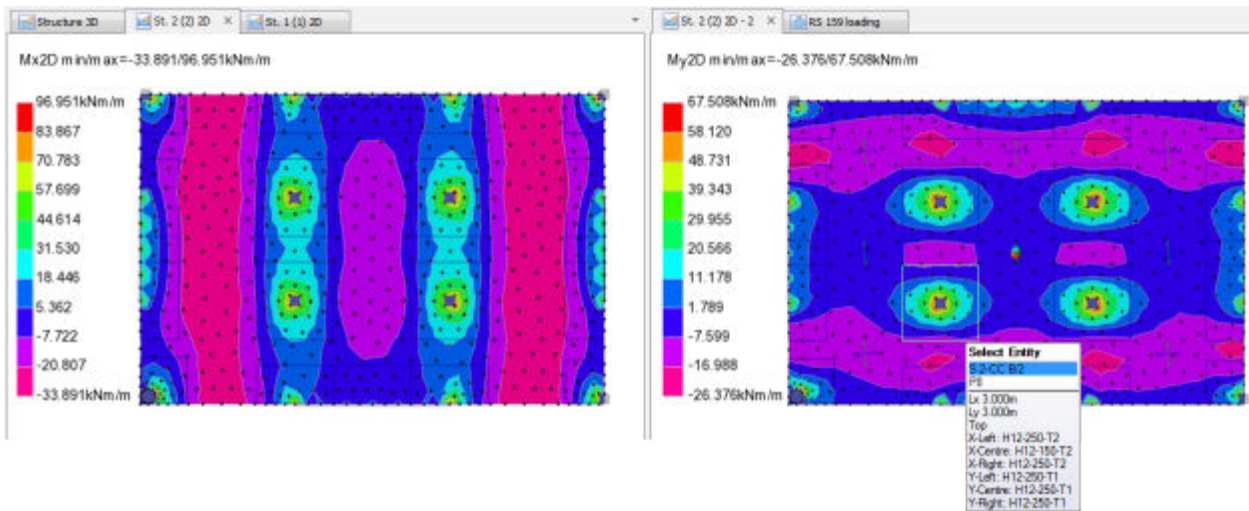 Structure 3D
St. 2 (2) 2D
St. 1 (1) 2D
Mx2D min/max=-33.891/96.951kNm/m
96.951kNm/m
83.867
70.783
57.699
44.614
31.530
18.446
5.362
-7.722
-20.807
-33.891kNm/m
St. 2 (2) 2D - 2
RS 159 loading
My2D min/max=-26.376/67.508kNm/m
67.508kNm/m
58.120
48.731
39.343
29.955
20.566
11.178
1.789
-7.599
-16.988
-26.376kNm/m
Select Entity
S 2-CC B/2
Lx 3.000m
Ly 3.000m
Top
X-Left: H12-250-T2
X-Centre: H12-150-T2
X-Right: H12-250-T2
Y-Left: H12-250-T1
Y-Centre: H12-250-T1
Y-Right: H12-250-T1